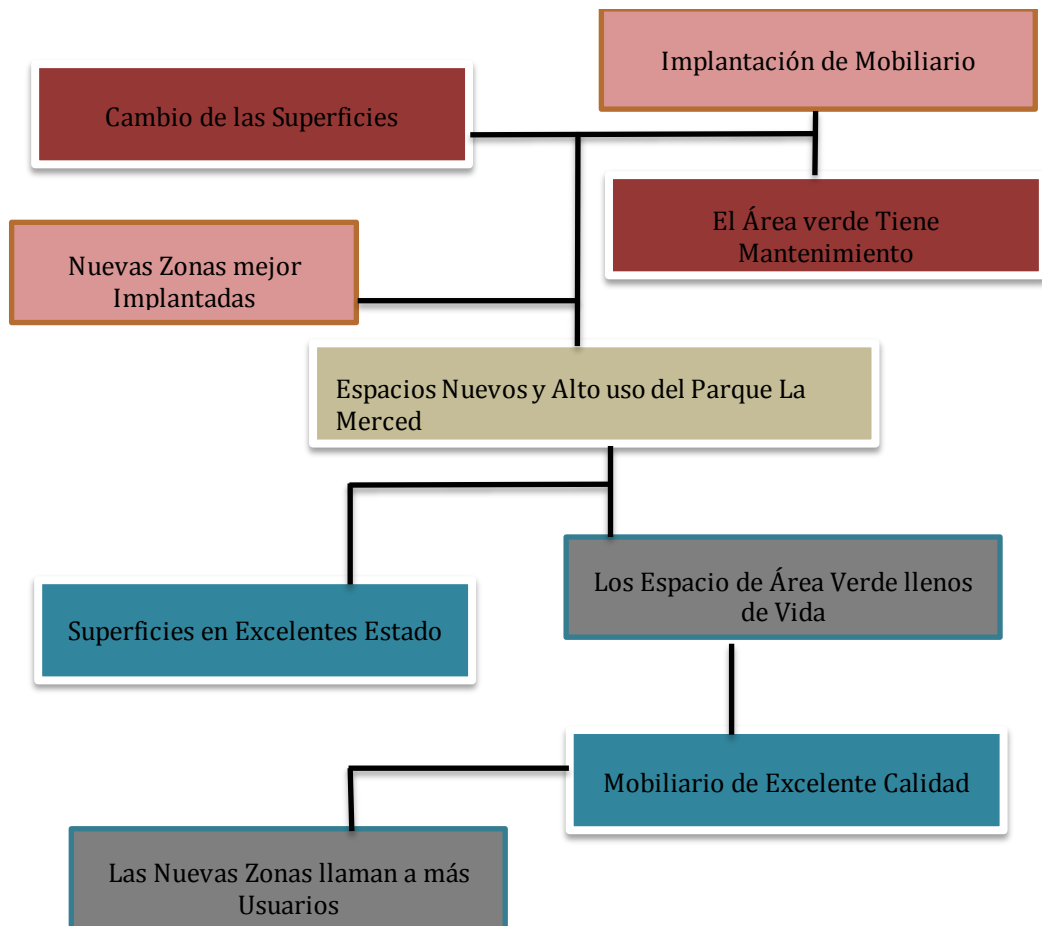 Implantación de Mobiliario
Cambio de las Superficies
El Área verde Tiene
Mantenimiento
Nuevas Zonas mejor
Implantadas
Espacios Nuevos y Alto uso del Parque La
Merced
Los Espacio de Área Verde llenos
de Vida
Superficies en Excelentes Estado
Mobiliario de Excelente Calidad
Las Nuevas Zonas llaman a más
Usuarios